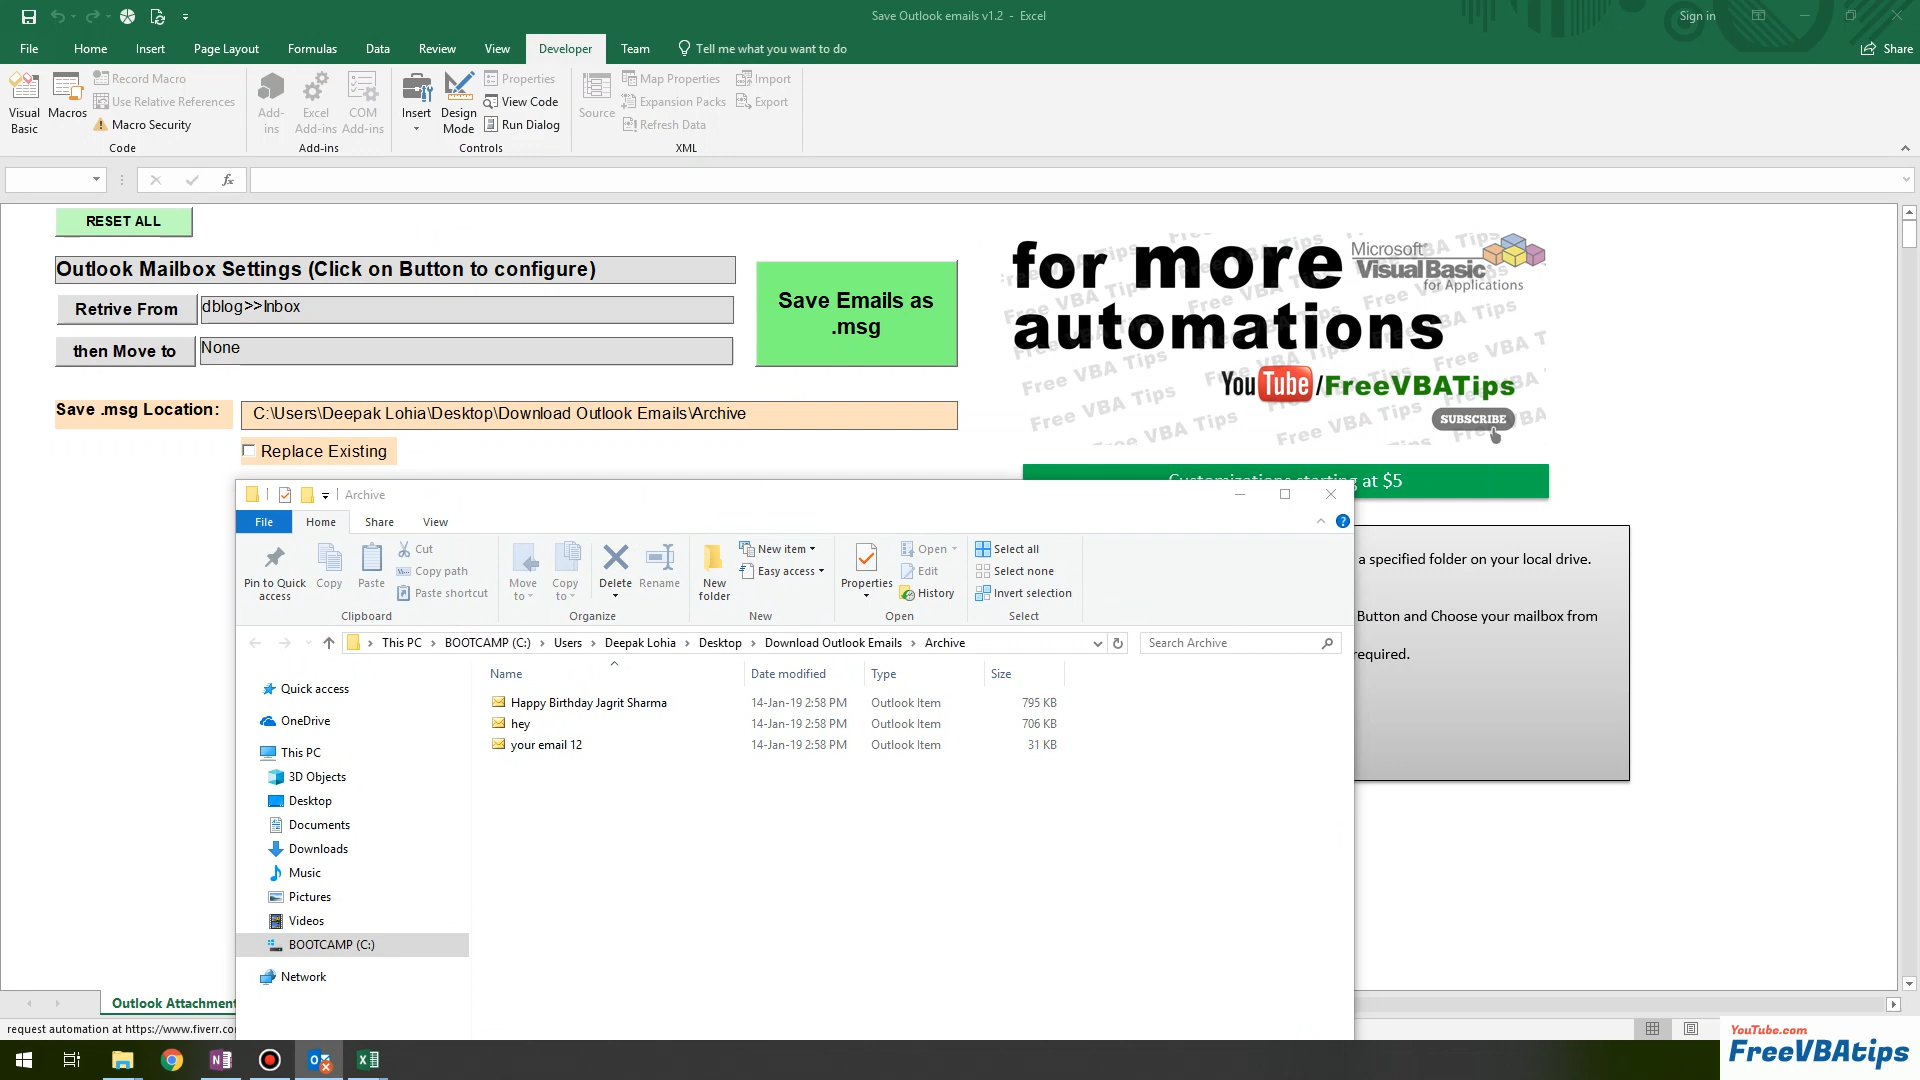 Save Outlook emails v1.2 - Excel
Sign in
File Home Insert Page Layout Formulas Data Review View Developer Team Tell me what you want to do
Share
Visual Basic
Macros
Record Macro
Use Relative References
Macro Security
Code
Add-ins
Excel Add-ins
COM Add-ins
Add-ins
Insert
Design Mode
Properties
View Code
Run Dialog
Controls
Source
Map Properties
Expansion Packs
Refresh Data
Import
Export
XML
fx
RESET ALL
Outlook Mailbox Settings (Click on Button to configure)
Retrive From
dblog>>Inbox
then Move to
None
Save Emails as
.msg
Save .msg Location:
C:\Users\Deepak Lohia\Desktop\Download Outlook Emails\Archive
Replace Existing
for more
automations
Microsoft
Visual Basic
for Applications
Free VBA Tips
YouTube/FreeVBATips
SUBSCRIBE
Customizations starting at $5
a specified folder on your local drive.
Button and Choose your mailbox from
required.
Archive
File Home Share View
Pin to Quick access
Copy
Paste
Cut
Copy path
Paste shortcut
Clipboard
Move to
Copy to
Delete
Rename
Organize
New folder
New item
Easy access
New
Properties
Open
Edit
History
Open
Select all
Select none
Invert selection
Select
This PC > BOOTCAMP (C:) > Users > Deepak Lohia > Desktop > Download Outlook Emails > Archive
Search Archive
Name Date modified Type Size
Happy Birthday Jagrit Sharma 14-Jan-19 2:58 PM Outlook Item 795 KB
hey 14-Jan-19 2:58 PM Outlook Item 706 KB
your email 12 14-Jan-19 2:58 PM Outlook Item 31 KB
Quick access
OneDrive
This PC
3D Objects
Desktop
Documents
Downloads
Music
Pictures
Videos
BOOTCAMP (C:)
Network
Outlook Attachment
request automation at https://www.fiverr.co
YouTube.com
FreeVBAtips